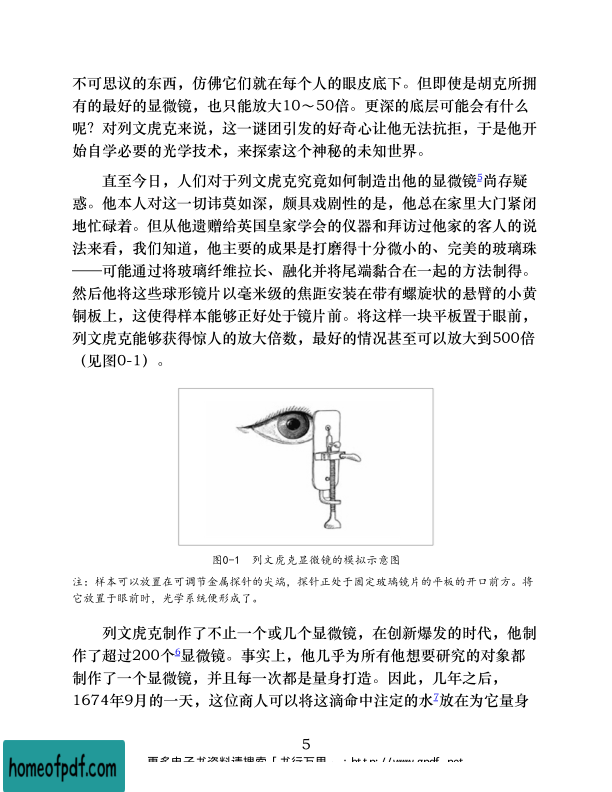 不可思议的东西，仿佛它们就在每个人的眼皮底下。但即使是胡克所拥
有的最好的显微镜，也只能放大10～50倍。更深的底层可能会有什么
呢？对列文虎克来说，这一谜团引发的好奇心让他无法抗拒，于是他开
始自学必要的光学技术，来探索这个神秘的未知世界。
直至今日，人们对于列文虎克究竟如何制造出他的显微镜5尚存疑
惑。他本人对这一切讳莫如深，颇具戏剧性的是，他总在家里大门紧闭
地忙碌着。但从他遗赠给英国皇家学会的仪器和拜访过他家的客人的说
法来看，我们知道，他主要的成果是打磨得十分微小的、完美的玻璃珠
——可能通过将玻璃纤维拉长、融化并将尾端黏合在一起的方法制得。
然后他将这些球形镜片以毫米级的焦距安装在带有螺旋状的悬臂的小黄
铜板上，这使得样本能够正好处于镜片前。将这样一块平板置于眼前，
列文虎克能够获得惊人的放大倍数，最好的情况甚至可以放大到500倍
（见图0-1）。
图0-1 列文虎克显微镜的模拟示意图
注：样本可以放置在可调节金属探针的尖端，探针正处于固定玻璃镜片的平板的开口前方。将
它放置于眼前时，光学系统便形成了。
列文虎克制作了不止一个或几个显微镜，在创新爆发的时代，他制
作了超过200个6显微镜。事实上，他几乎为所有他想要研究的对象都
制作了一个显微镜，并且每一次都是量身打造。因此，几年之后，
1674年9月的一天，这位商人可以将这滴命中注定的水7放在为它量身
5
homeofpdf.com